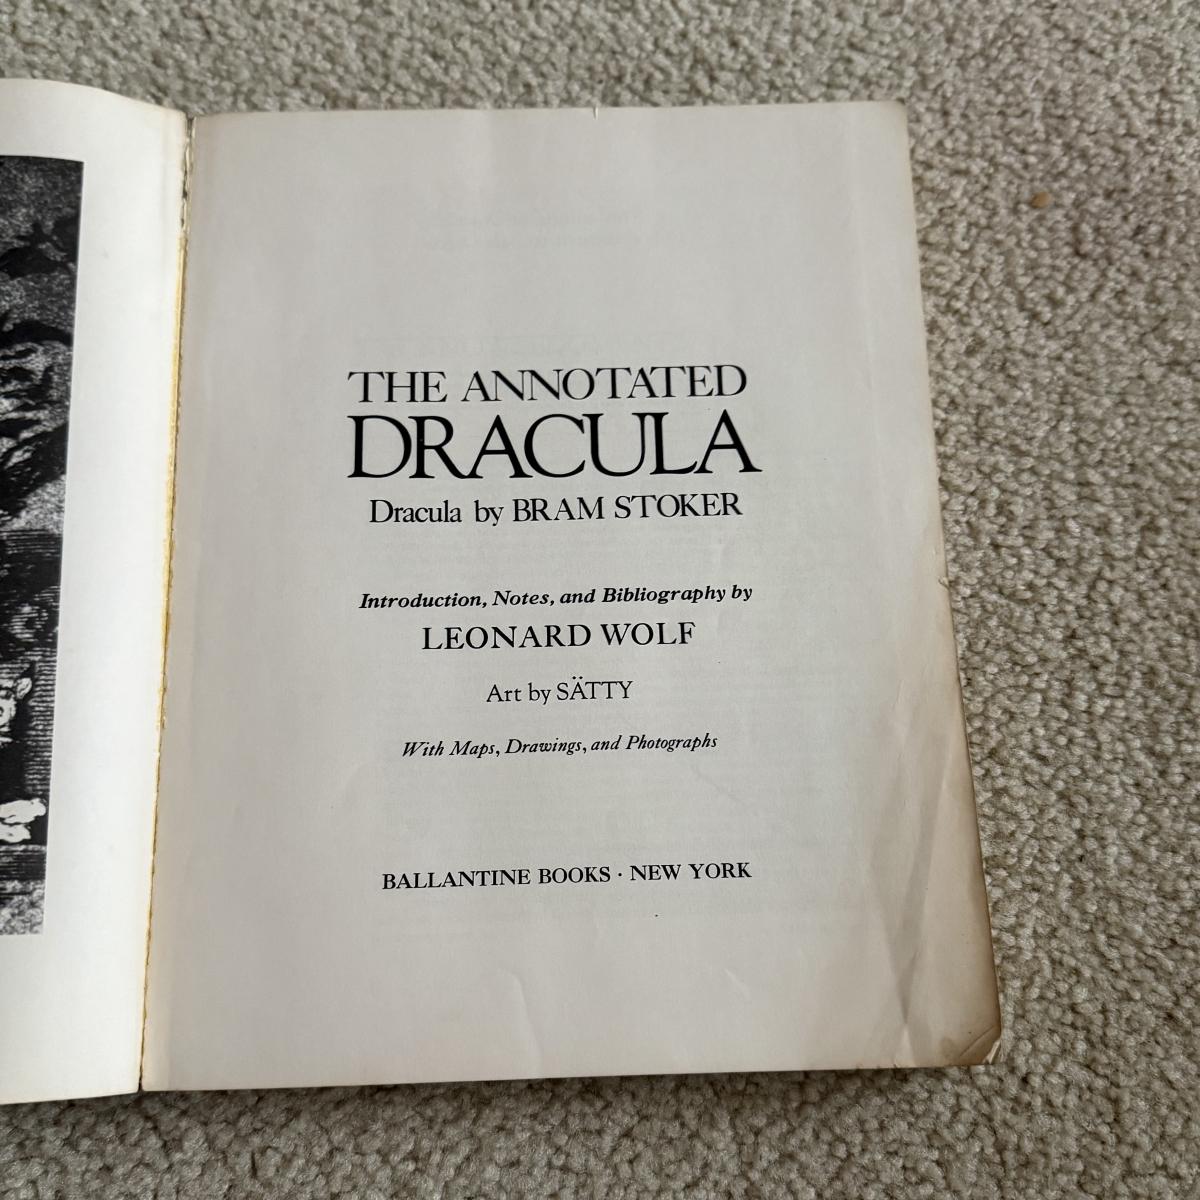 THE ANNOTATED
DRACULA
Dracula by BRAM STOKER
Introduction, Notes, and Bibliography by
LEONARD WOLF
Art by SÄTTY
With Maps, Drawings, and Photographs
BALLANTINE BOOKS · NEW YORK